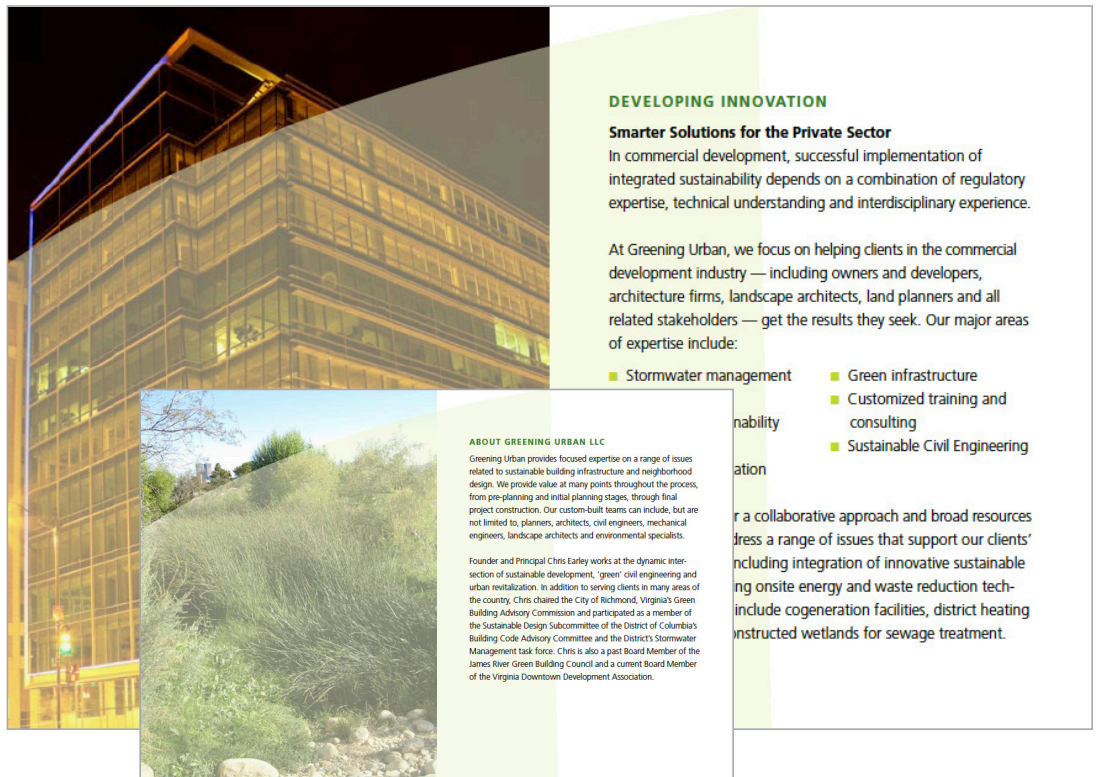 DEVELOPING INNOVATION
Smarter Solutions for the Private Sector
In commercial development, successful implementation of
integrated sustainability depends on a combination of regulatory
expertise, technical understanding and interdisciplinary experience.
At Greening Urban, we focus on helping clients in the commercial
development industry — including owners and developers,
architecture firms, landscape architects, land planners and all
related stakeholders — get the results they seek. Our major areas
of expertise include:
■ Stormwater management
nability
ation
■ Green infrastructure
■ Customized training and
consulting
■ Sustainable Civil Engineering
r a collaborative approach and broad resources
dress a range of issues that support our clients’
including integration of innovative sustainable
ing onsite energy and waste reduction tech-
include cogeneration facilities, district heating
onstructed wetlands for sewage treatment.
ABOUT GREENING URBAN LLC
Greening Urban provides focused expertise on a range of issues
related to sustainable building infrastructure and neighborhood
design. We provide value at many points throughout the process,
from pre-planning and initial planning stages, through final
project construction. Our custom-built teams can include, but are
not limited to, planners, architects, civil engineers, mechanical
engineers, landscape architects and environmental specialists.
Founder and Principal Chris Earley works at the dynamic inter-
section of sustainable development, ‘green’ civil engineering and
urban revitalization. In addition to serving clients in many areas of
the country, Chris chaired the City of Richmond, Virginia’s Green
Building Advisory Commission and participated as a member of
the Sustainable Design Subcommittee of the District of Columbia’s
Building Code Advisory Committee and the District’s Stormwater
Management task force. Chris is also a past Board Member of the
James River Green Building Council and a current Board Member
of the Virginia Downtown Development Association.